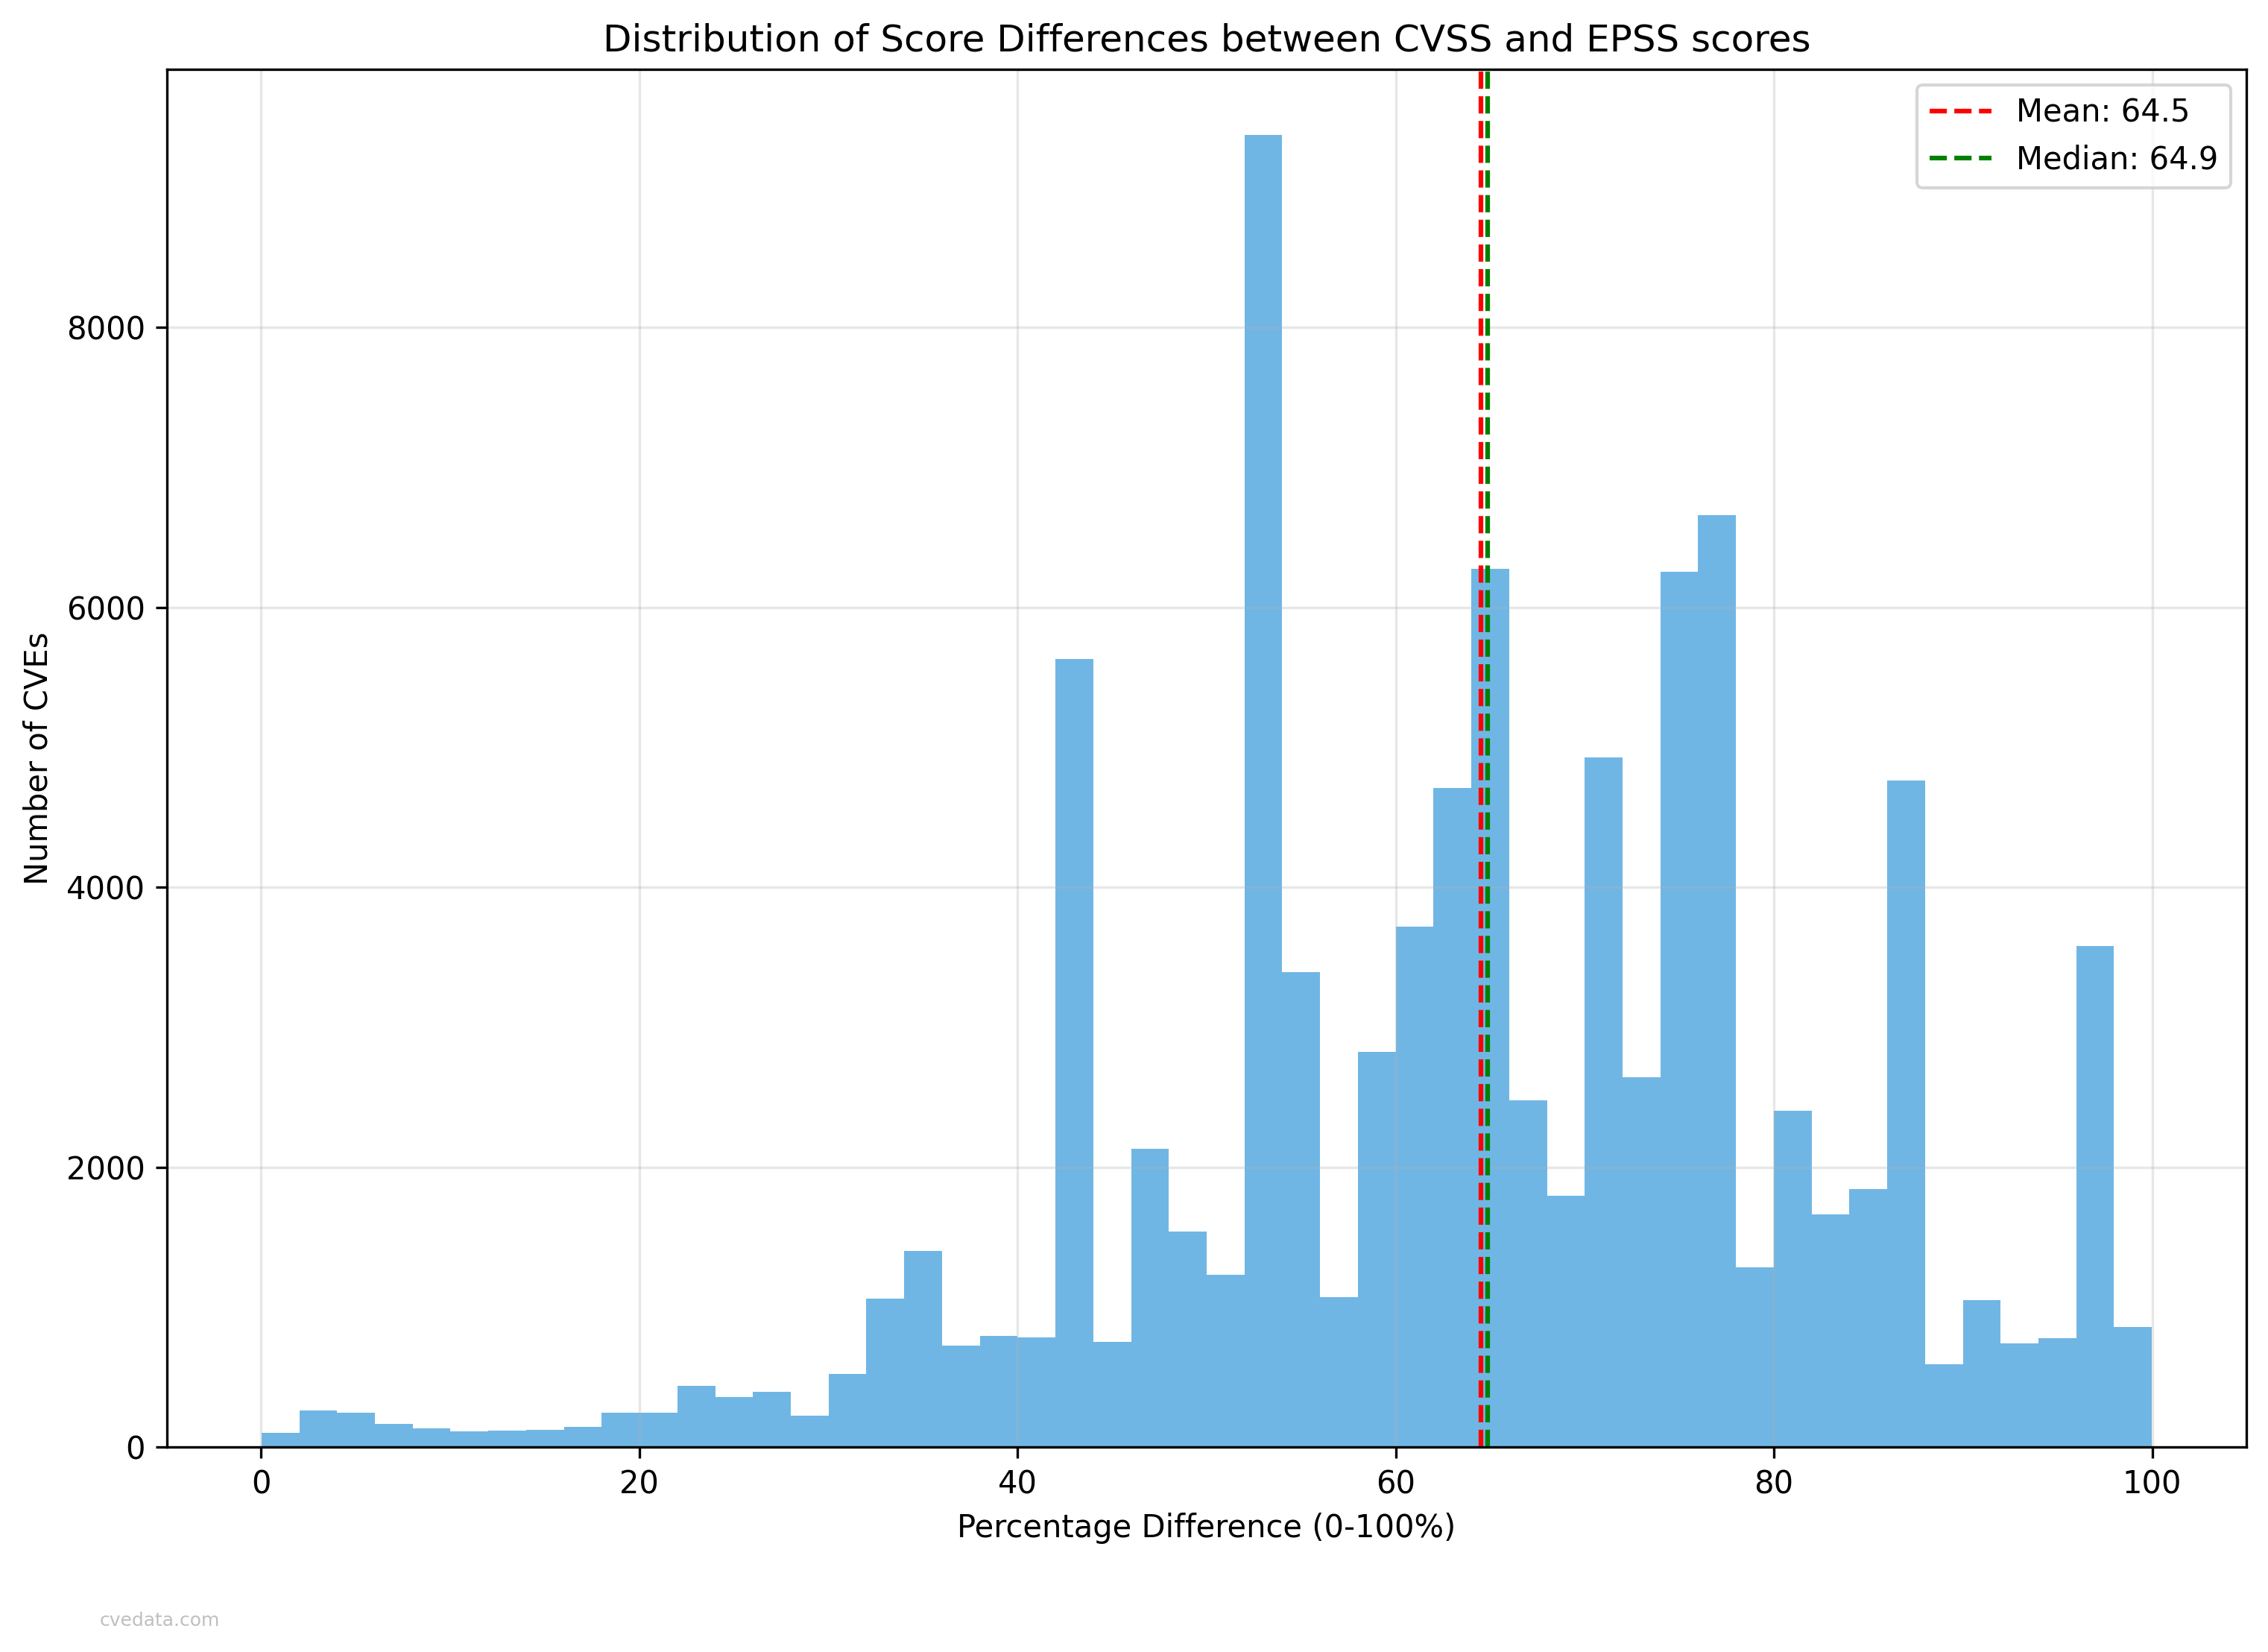 Distribution of Score Differences between CVSS and EPSS scores
Mean: 64.5
Median: 64.9
Number of CVEs
8000
6000
4000
2000
0
0 20 40 60 80 100
Percentage Difference (0-100%)
cvedata.com